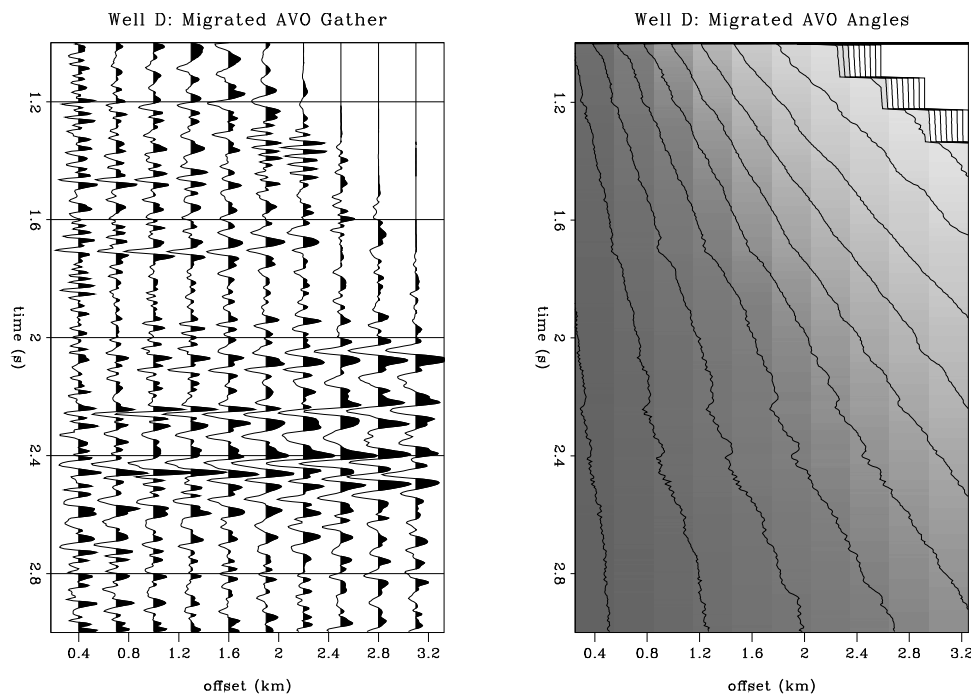 Well D: Migrated AVO Gather
1.2
1.6
2
2.4
2.8
time (s)
0.4 0.8 1.2 1.6 2 2.4 2.8 3.2
offset (km)
Well D: Migrated AVO Angles
1.2
1.6
2
2.4
2.8
time (s)
0.4 0.8 1.2 1.6 2 2.4 2.8 3.2
offset (km)